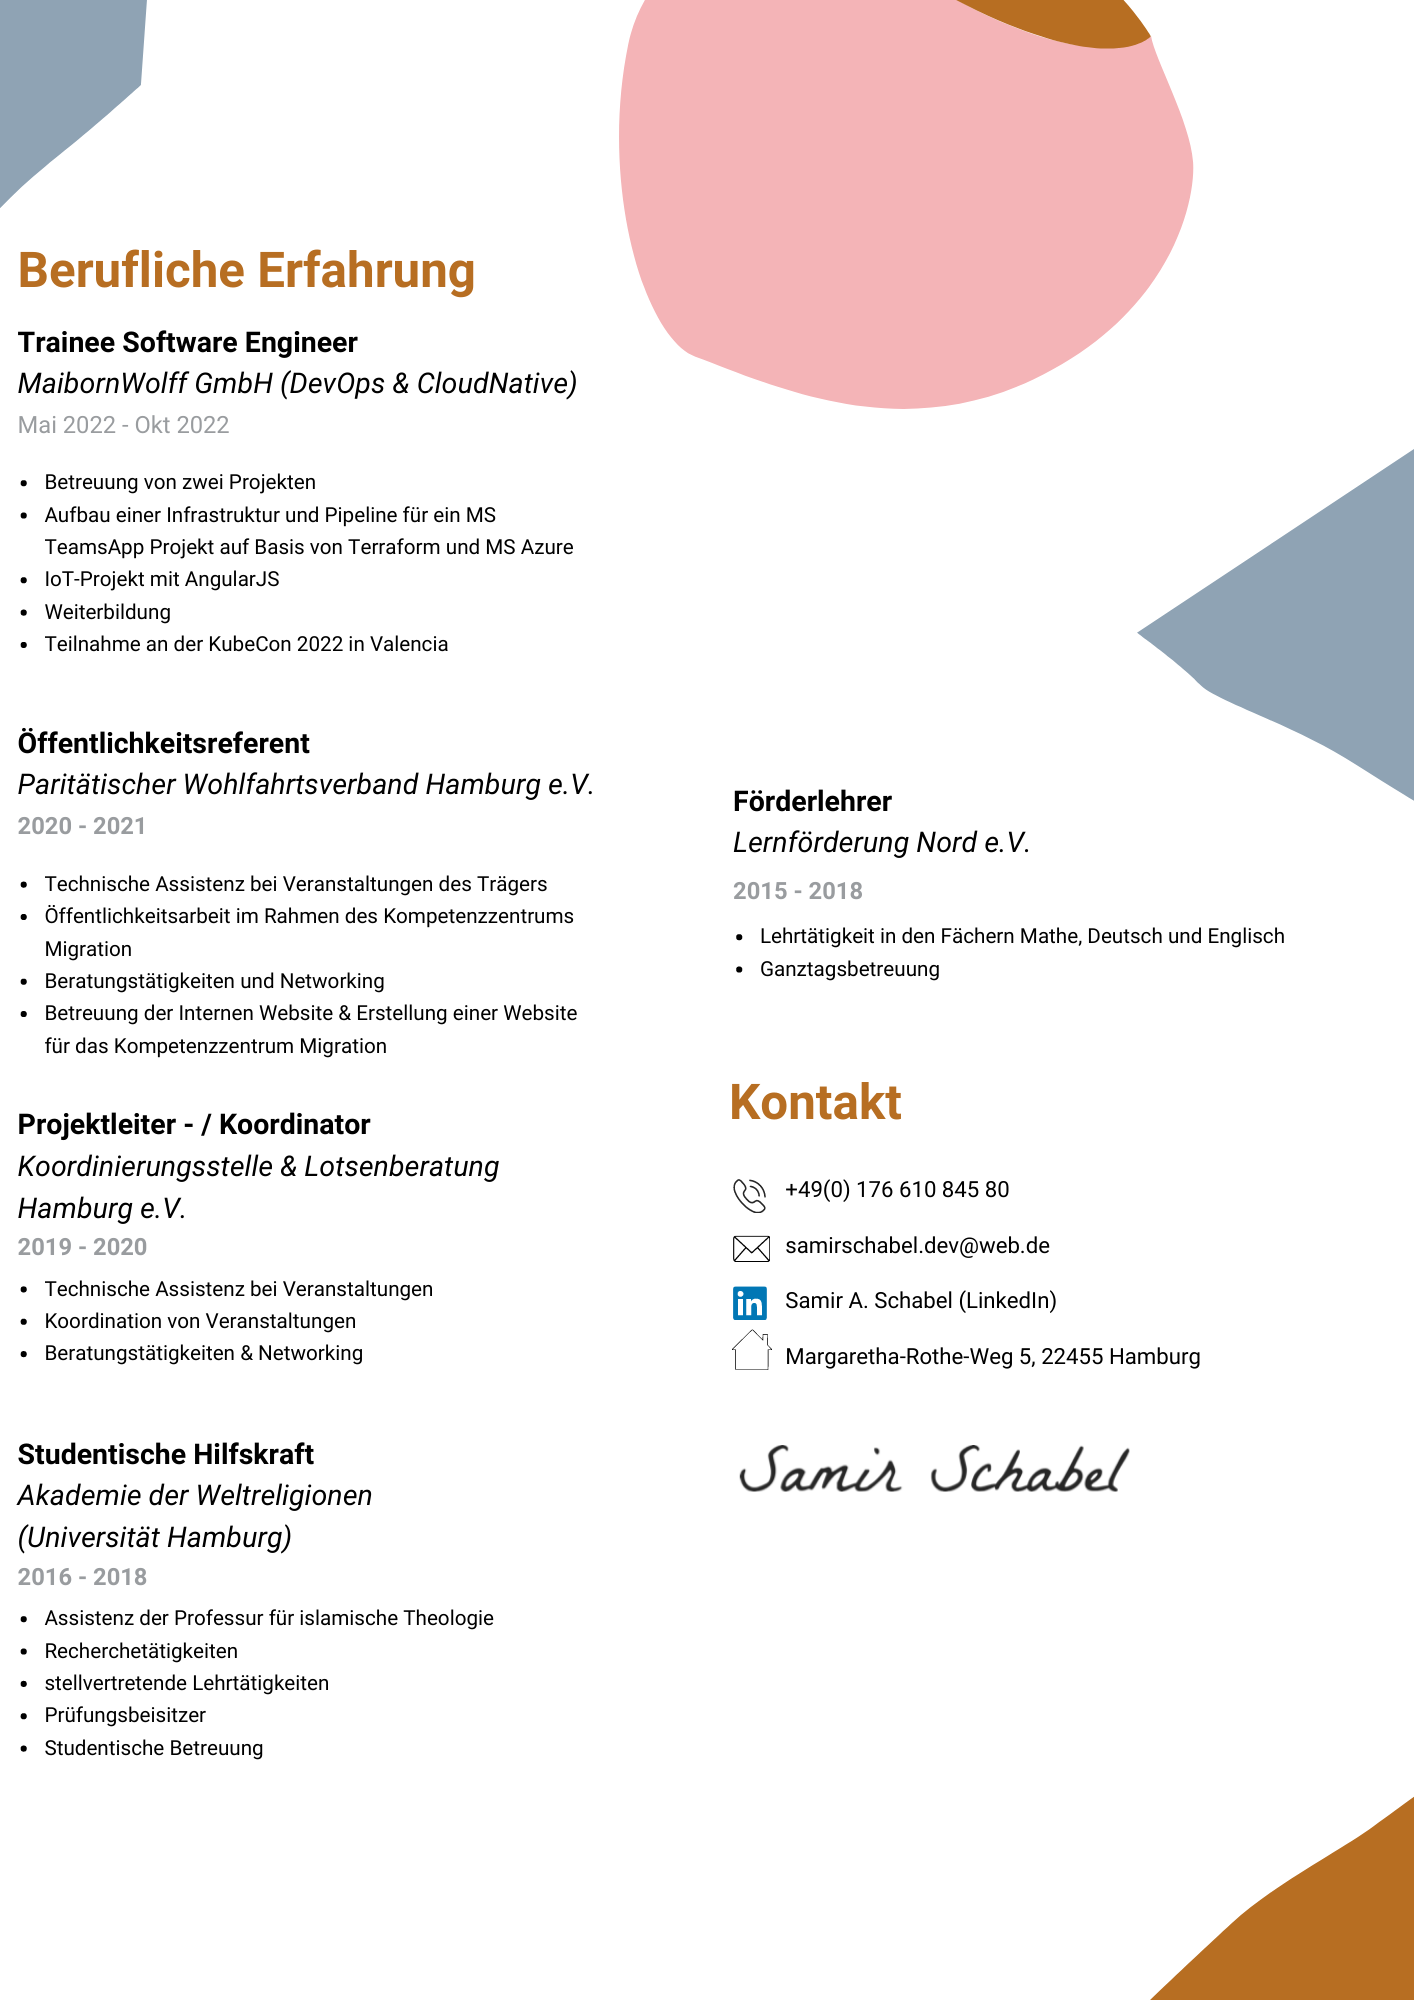 Berufliche Erfahrung
Trainee Software Engineer
MaibornWolff GmbH (DevOps & CloudNative)
Mai 2022 - Okt 2022
• Betreuung von zwei Projekten
• Aufbau einer Infrastruktur und Pipeline für ein MS
TeamsApp Projekt auf Basis von Terraform und MS Azure
• IoT-Projekt mit AngularJS
• Weiterbildung
• Teilnahme an der KubeCon 2022 in Valencia
Öffentlichkeitsreferent
Paritätischer Wohlfahrtsverband Hamburg e.V.
2020 - 2021
• Technische Assistenz bei Veranstaltungen des Trägers
• Öffentlichkeitsarbeit im Rahmen des Kompetenzzentrums
Migration
• Beratungstätigkeiten und Networking
• Betreuung der Internen Website & Erstellung einer Website
für das Kompetenzzentrum Migration
Projektleiter - / Koordinator
Koordinierungsstelle & Lotsenberatung
Hamburg e.V.
2019 - 2020
• Technische Assistenz bei Veranstaltungen
• Koordination von Veranstaltungen
• Beratungstätigkeiten & Networking
Studentische Hilfskraft
Akademie der Weltreligionen
(Universität Hamburg)
2016 - 2018
• Assistenz der Professur für islamische Theologie
• Recherchetätigkeiten
• stellvertretende Lehrtätigkeiten
• Prüfungsbeisitzer
• Studentische Betreuung
Förderlehrer
Lernförderung Nord e.V.
2015 - 2018
• Lehrtätigkeit in den Fächern Mathe, Deutsch und Englisch
• Ganztagsbetreuung
Kontakt
+49(0) 176 610 845 80
samirschabel.dev@web.de
in Samir A. Schabel (LinkedIn)
Margaretha-Rothe-Weg 5, 22455 Hamburg
Samir Schabel